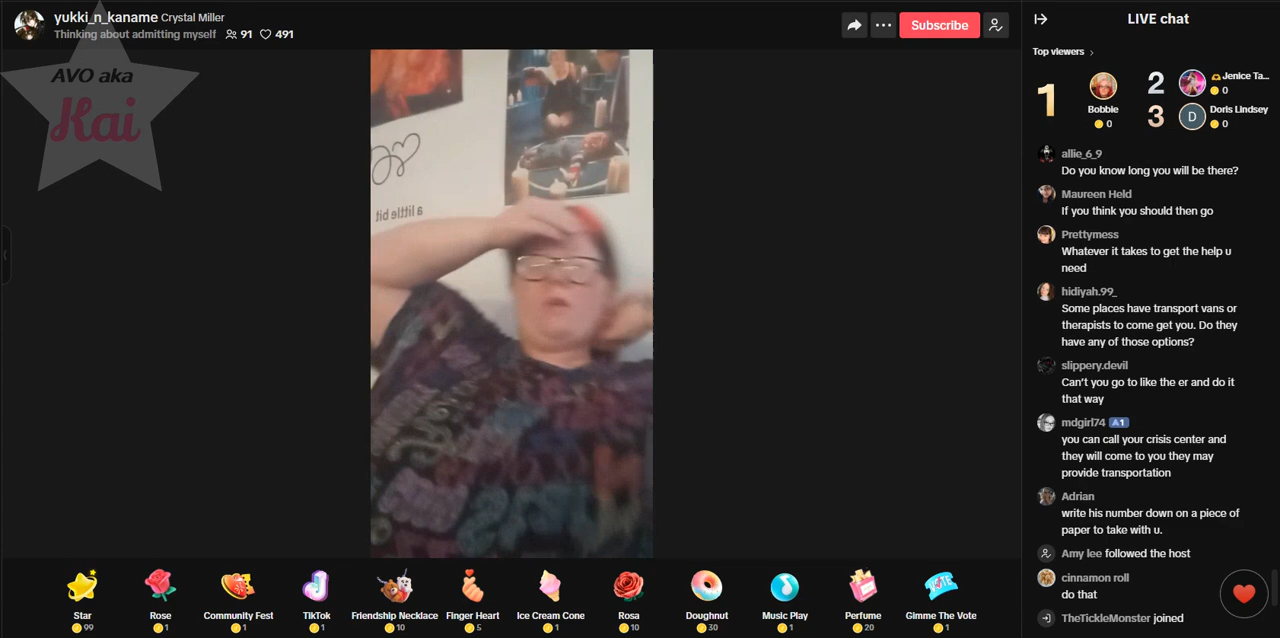 yukki_n_kaname Crystal Miller
Thinking about admitting myself 91 491
Subscribe
AVO aka
Kai
a little bit
LIVE chat
Top viewers
1
Bobbie
0
2
Jenice Ta...
0
3
D
Doris Lindsey
0
allie_6_9
Do you know long you will be there?
Maureen Held
If you think you should then go
Prettymess
Whatever it takes to get the help u
need
hidiyah.99_
Some places have transport vans or
therapists to come get you. Do they
have any of those options?
slippery.devil
Can't you go to like the er and do it
that way
mdgirl74 1
you can call your crisis center and
they will come to you they may
provide transportation
Adrian
write his number down on a piece of
paper to take with u.
Amy lee followed the host
cinnamon roll
do that
TheTickleMonster joined
Star
99
Rose
1
Community Fest
1
TikTok
1
Friendship Necklace
10
Finger Heart
5
Ice Cream Cone
1
Rosa
10
Doughnut
30
Music Play
1
Perfume
20
VOTE
Gimme The Vote
1